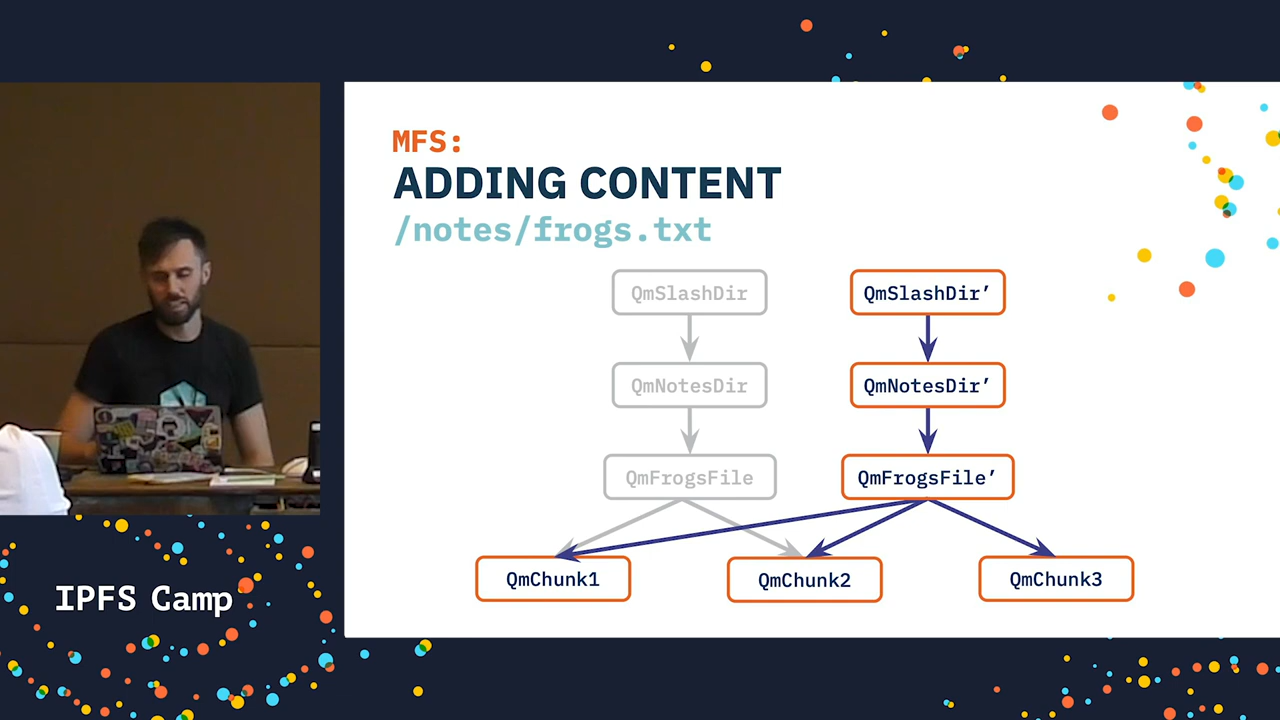 MFS:
ADDING CONTENT
/notes/frogs.txt
QmSlashDir
QmSlashDir’
QmNotesDir
QmNotesDir’
QmFrogsFile
QmFrogsFile’
QmChunk1
QmChunk2
QmChunk3
IPFS Camp